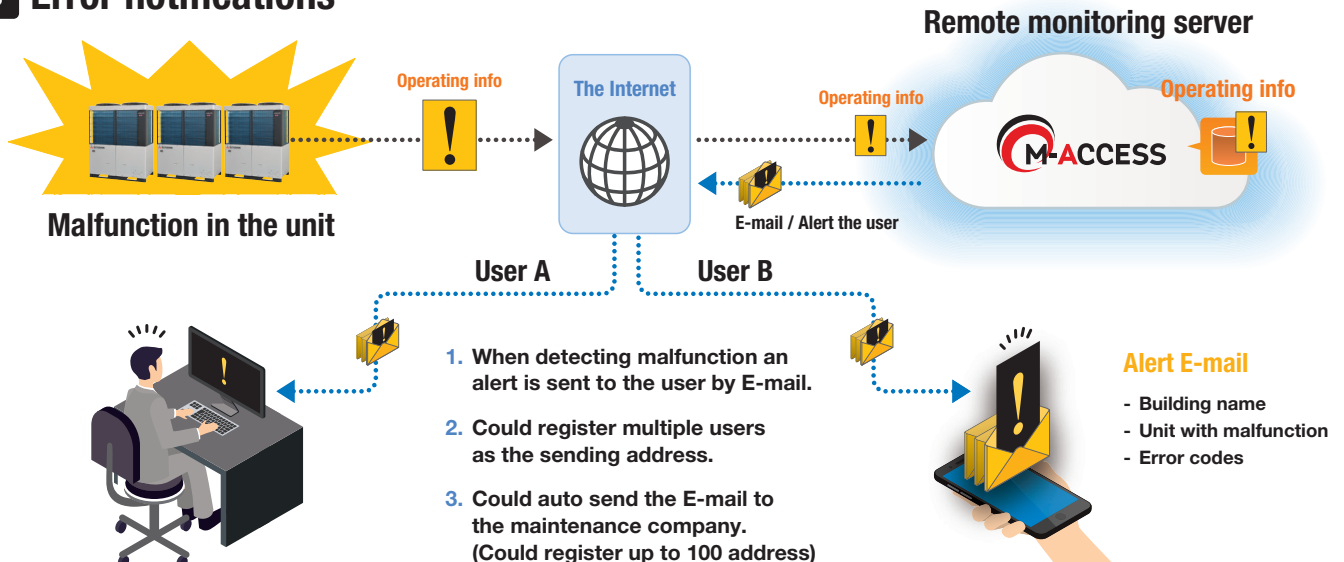 Error notifications
Remote monitoring server
Operating info
The Internet
Operating info
Operating info
M-ACCESS
E-mail / Alert the user
Malfunction in the unit
User A
User B
1. When detecting malfunction an
alert is sent to the user by E-mail.
2. Could register multiple users
as the sending address.
3. Could auto send the E-mail to
the maintenance company.
(Could register up to 100 address)
Alert E-mail
- Building name
- Unit with malfunction
- Error codes